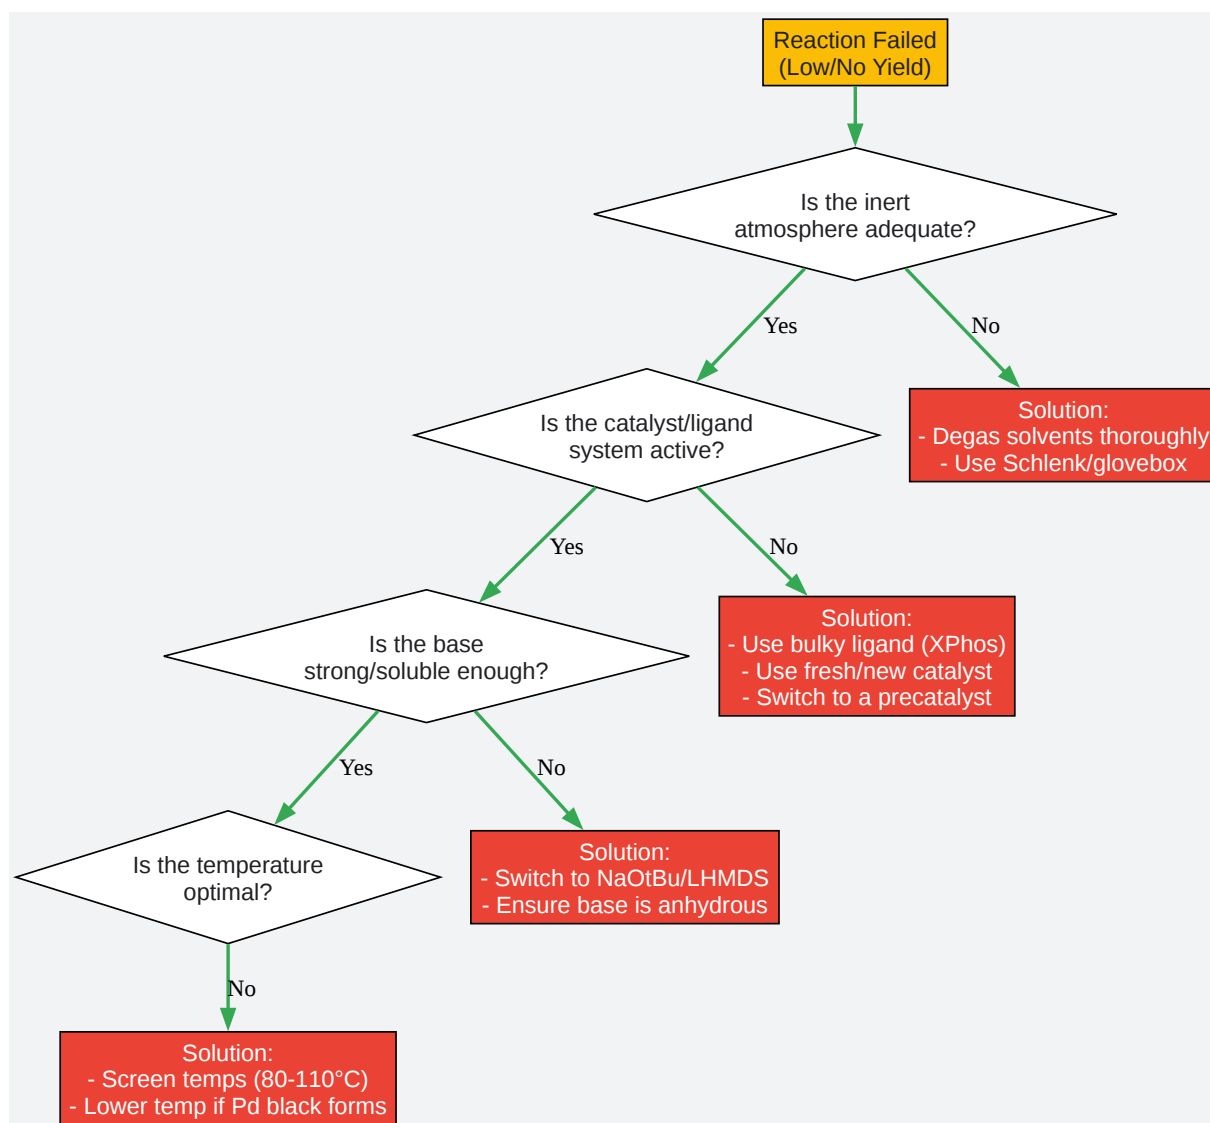 Reaction Failed
(Low/No Yield)
Is the inert
atmosphere adequate?
Yes
No
Is the catalyst/ligand
system active?
Solution:
- Degas solvents thoroughly
- Use Schlenk/glovebox
Yes
No
Is the base
strong/soluble enough?
Solution:
- Use bulky ligand (XPhos)
- Use fresh/new catalyst
- Switch to a precatalyst
Yes
No
Is the temperature
optimal?
Solution:
- Switch to NaOtBu/LHMDS
- Ensure base is anhydrous
No
Solution:
- Screen temps (80-110°C)
- Lower temp if Pd black forms